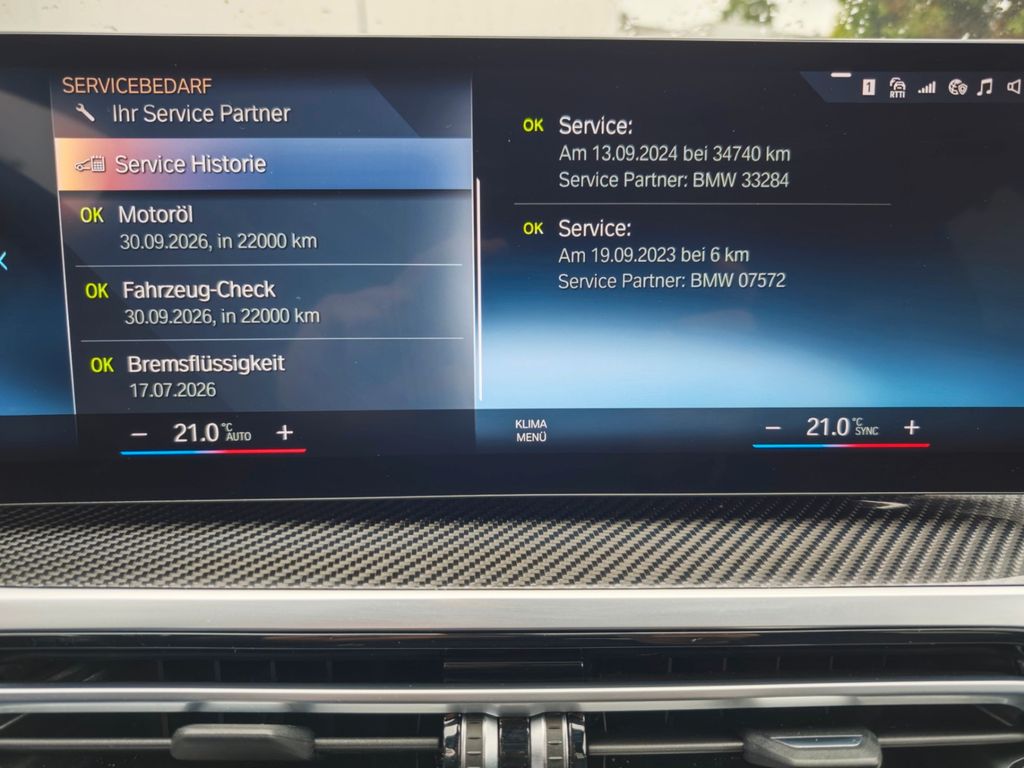 SERVICEBEDARF
Ihr Service Partner
Service Historie
OK Motoröl
30.09.2026, in 22000 km
OK Fahrzeug-Check
30.09.2026, in 22000 km
OK Bremsflüssigkeit
17.07.2026
1 RTTI
OK Service:
Am 13.09.2024 bei 34740 km
Service Partner: BMW 33284
OK Service:
Am 19.09.2023 bei 6 km
Service Partner: BMW 07572
– 21.0 °C AUTO +
KLIMA
MENÜ
– 21.0 °C SYNC +